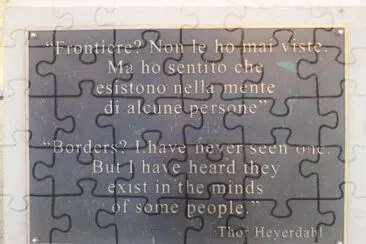 “Frontiere? Non le ho mai viste.
Ma ho sentito che
esistono nella mente
di alcune persone”
“Borders? I have never seen one.
But I have heard they
exist in the minds
of some people.”
Thor Heyerdahl